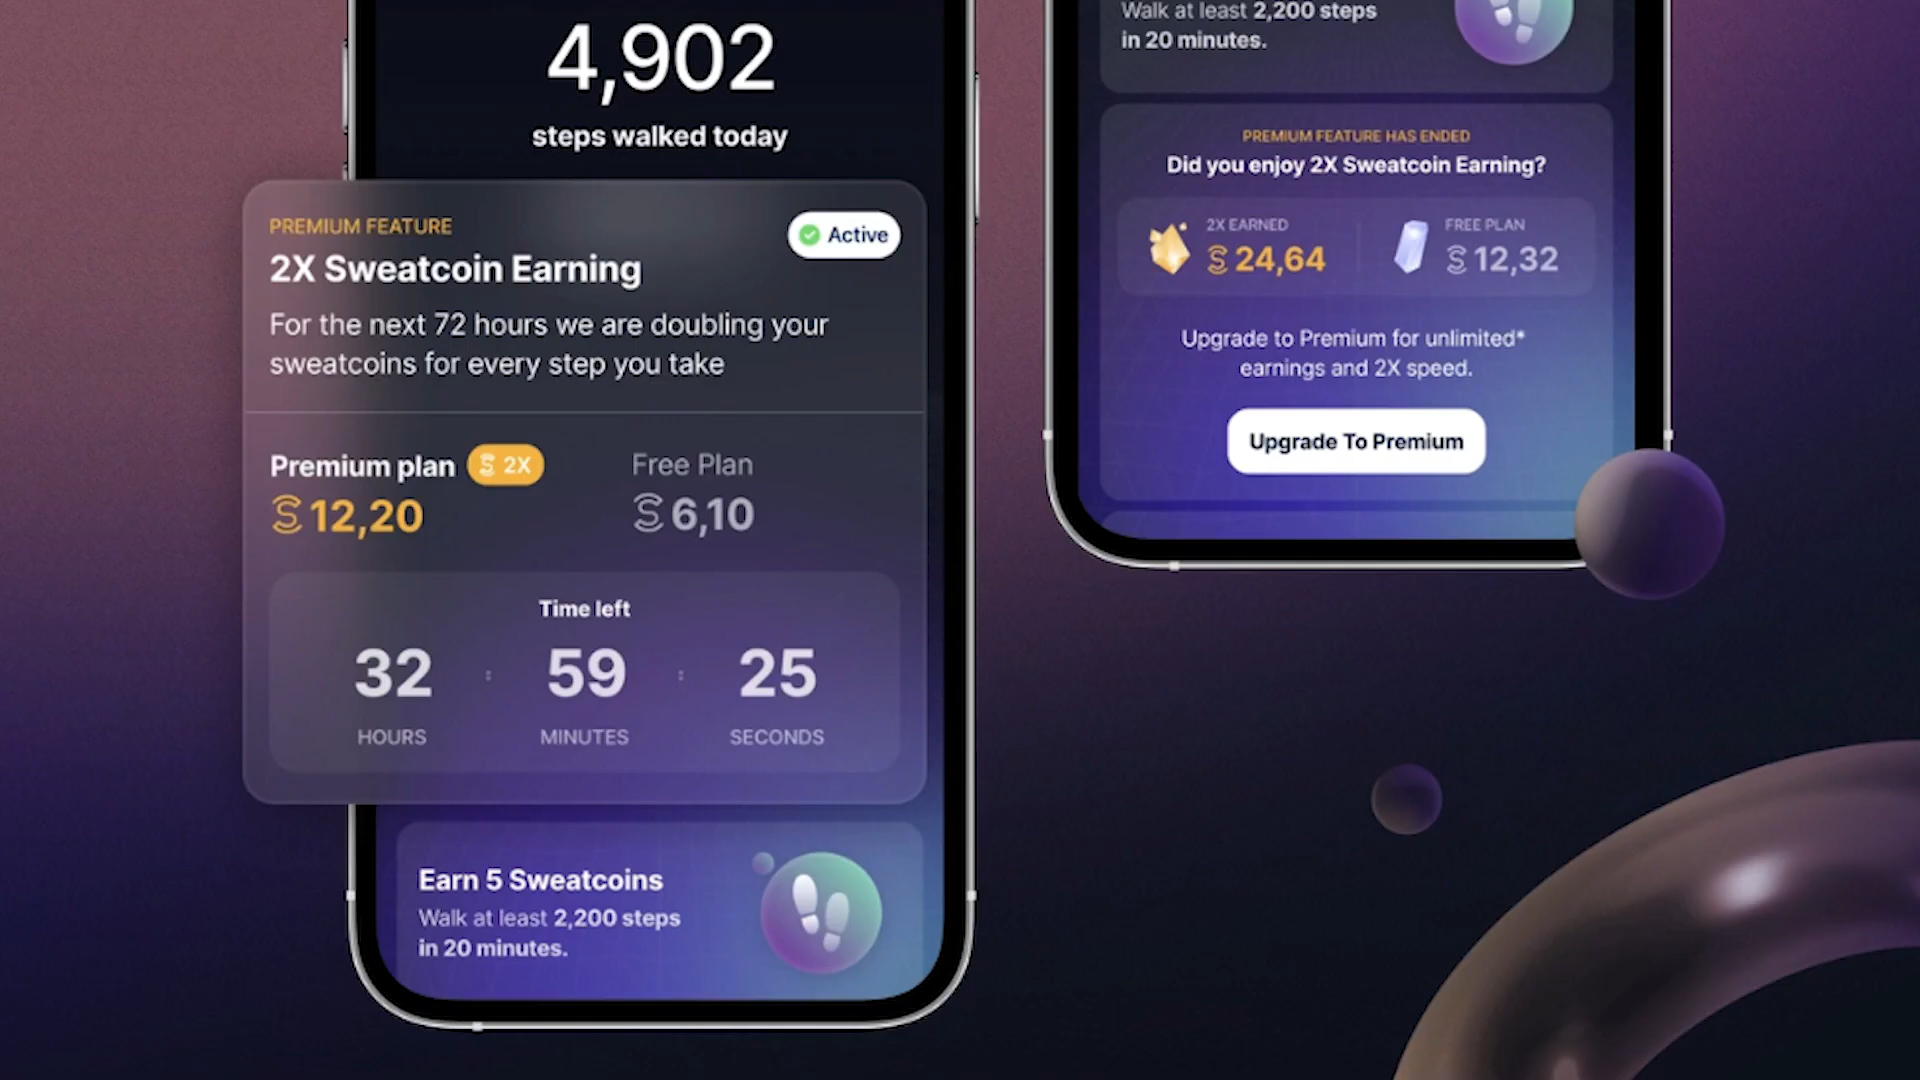 4,902
steps walked today
PREMIUM FEATURE
Active
2X Sweatcoin Earning
For the next 72 hours we are doubling your
sweatcoins for every step you take
Premium plan
2X
Free Plan
12,20
6,10
Time left
32 : 59 : 25
HOURS MINUTES SECONDS
Earn 5 Sweatcoins
Walk at least 2,200 steps
in 20 minutes.
Walk at least 2,200 steps
in 20 minutes.
PREMIUM FEATURE HAS ENDED
Did you enjoy 2X Sweatcoin Earning?
2X EARNED
24,64
FREE PLAN
12,32
Upgrade to Premium for unlimited*
earnings and 2X speed.
Upgrade To Premium